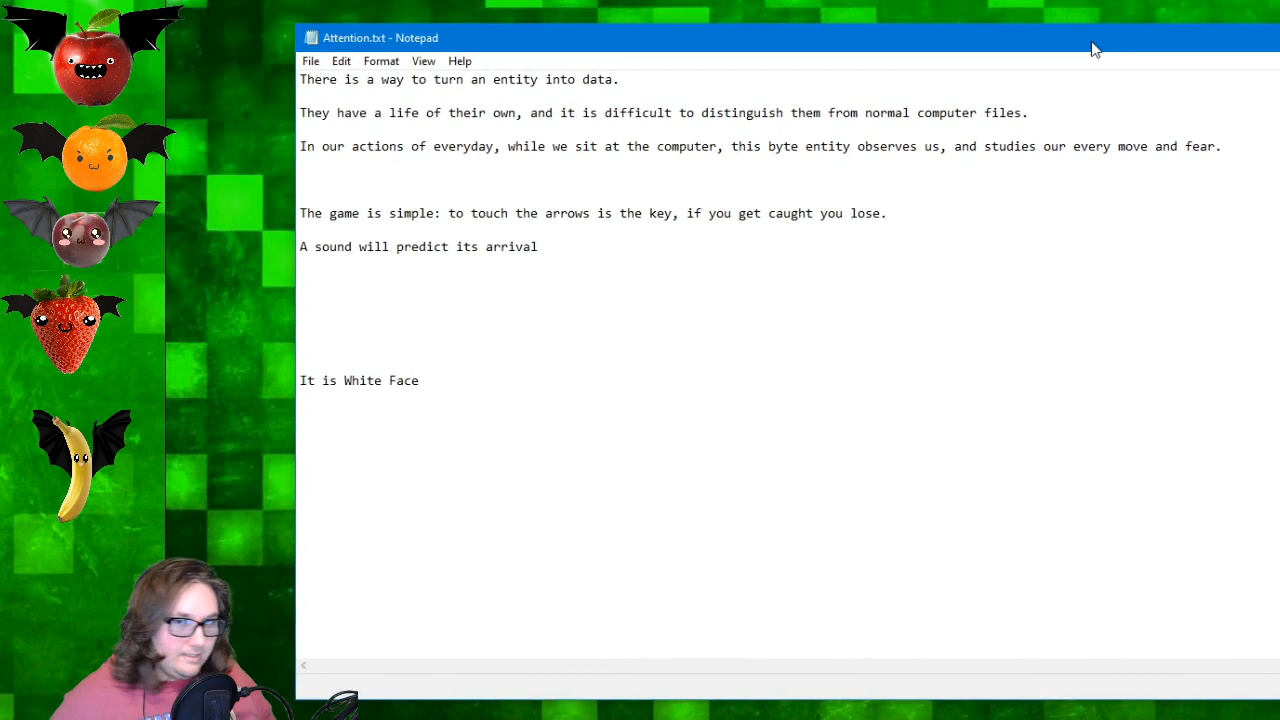 Attention.txt - Notepad
File Edit Format View Help
There is a way to turn an entity into data.
They have a life of their own, and it is difficult to distinguish them from normal computer files.
In our actions of everyday, while we sit at the computer, this byte entity observes us, and studies our every move and fear.
The game is simple: to touch the arrows is the key, if you get caught you lose.
A sound will predict its arrival
It is White Face